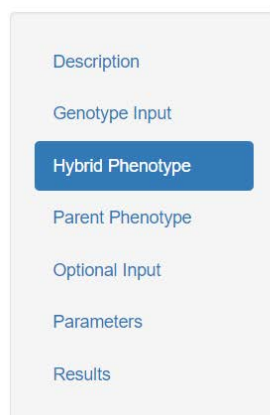 Description
Genotype Input
Hybrid Phenotype
Parent Phenotype
Optional Input
Parameters
Results